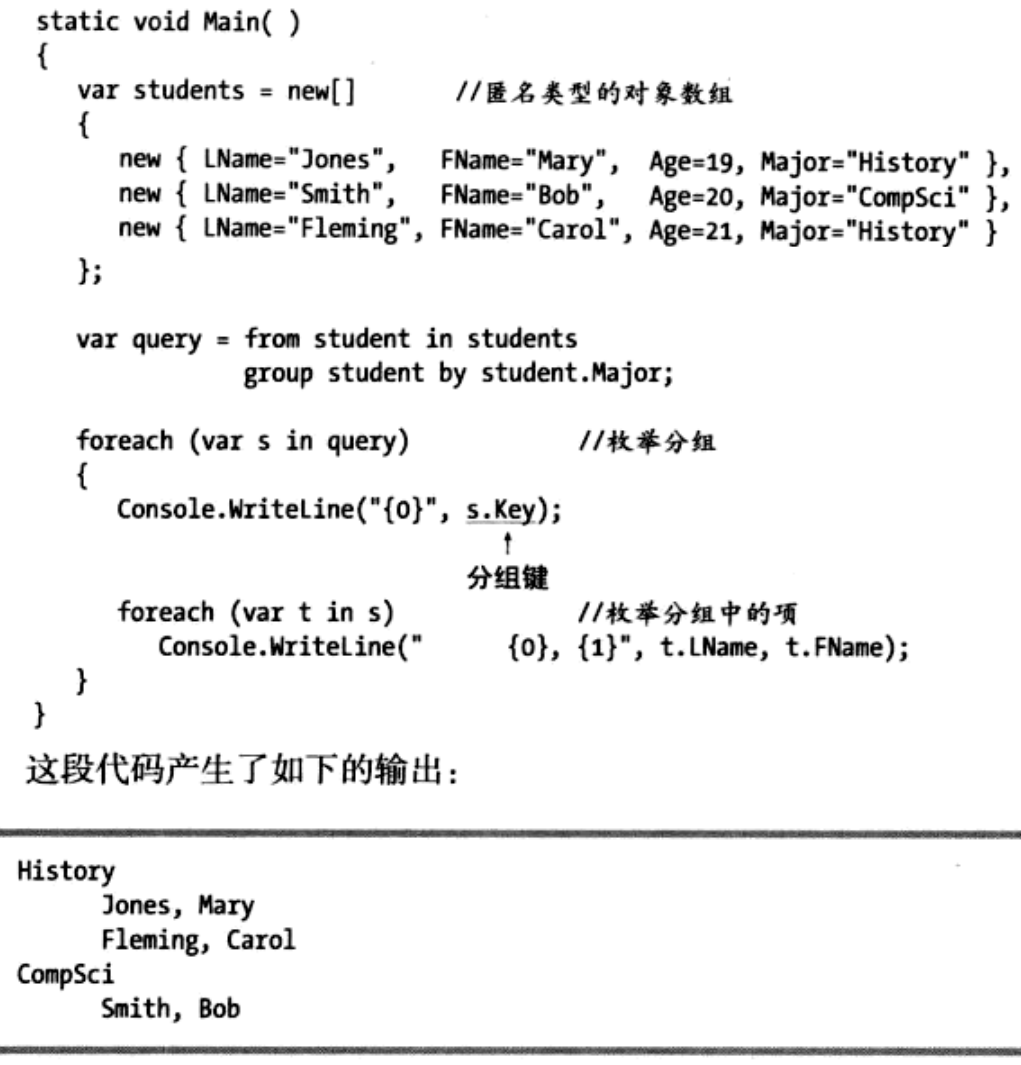 static void Main( )
{
var students = new[] //匿名类型的对象数组
{
new { LName="Jones", FName="Mary", Age=19, Major="History" },
new { LName="Smith", FName="Bob", Age=20, Major="CompSci" },
new { LName="Fleming", FName="Carol", Age=21, Major="History" }
};
var query = from student in students
group student by student.Major;
foreach (var s in query) //枚举分组
{
Console.WriteLine("{0}", s.Key);
↑
分组键
foreach (var t in s) //枚举分组中的项
Console.WriteLine(" {0}, {1}", t.LName, t.FName);
}
}
这段代码产生了如下的输出：
History
Jones, Mary
Fleming, Carol
CompSci
Smith, Bob